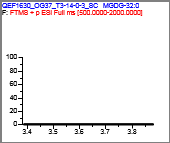 QEF1630_OG37_T3-14-0-3_SC MGDG-32:0
F: FTMS + p ESI Full ms [500.0000-2000.0000]
100
80
60
40
20
0
3.4 3.5 3.6 3.7 3.8